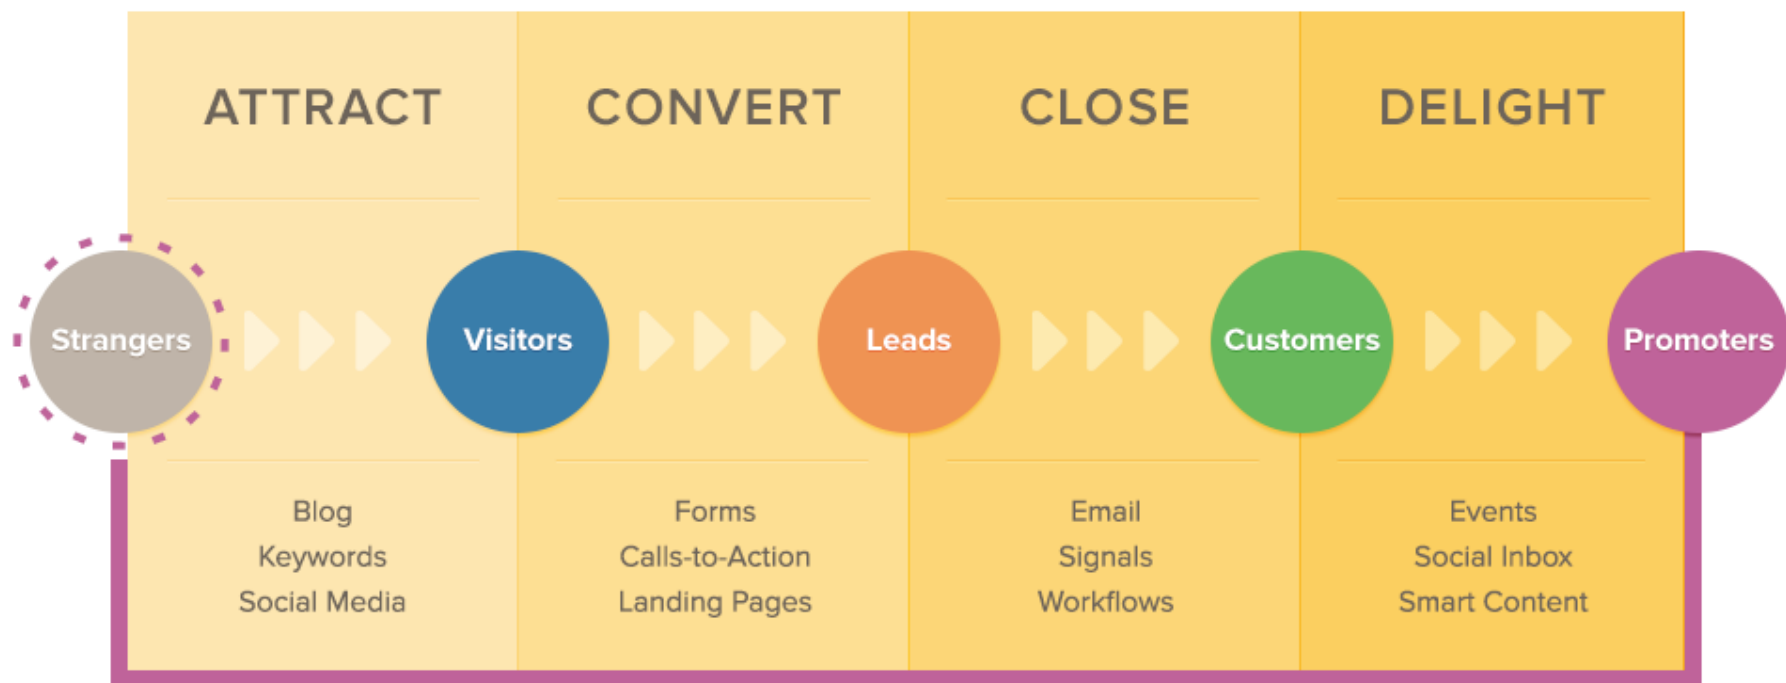 ATTRACT
CONVERT
CLOSE
DELIGHT
Strangers
Visitors
Leads
Customers
Promoters
Blog
Keywords
Social Media
Forms
Calls-to-Action
Landing Pages
Email
Signals
Workflows
Events
Social Inbox
Smart Content